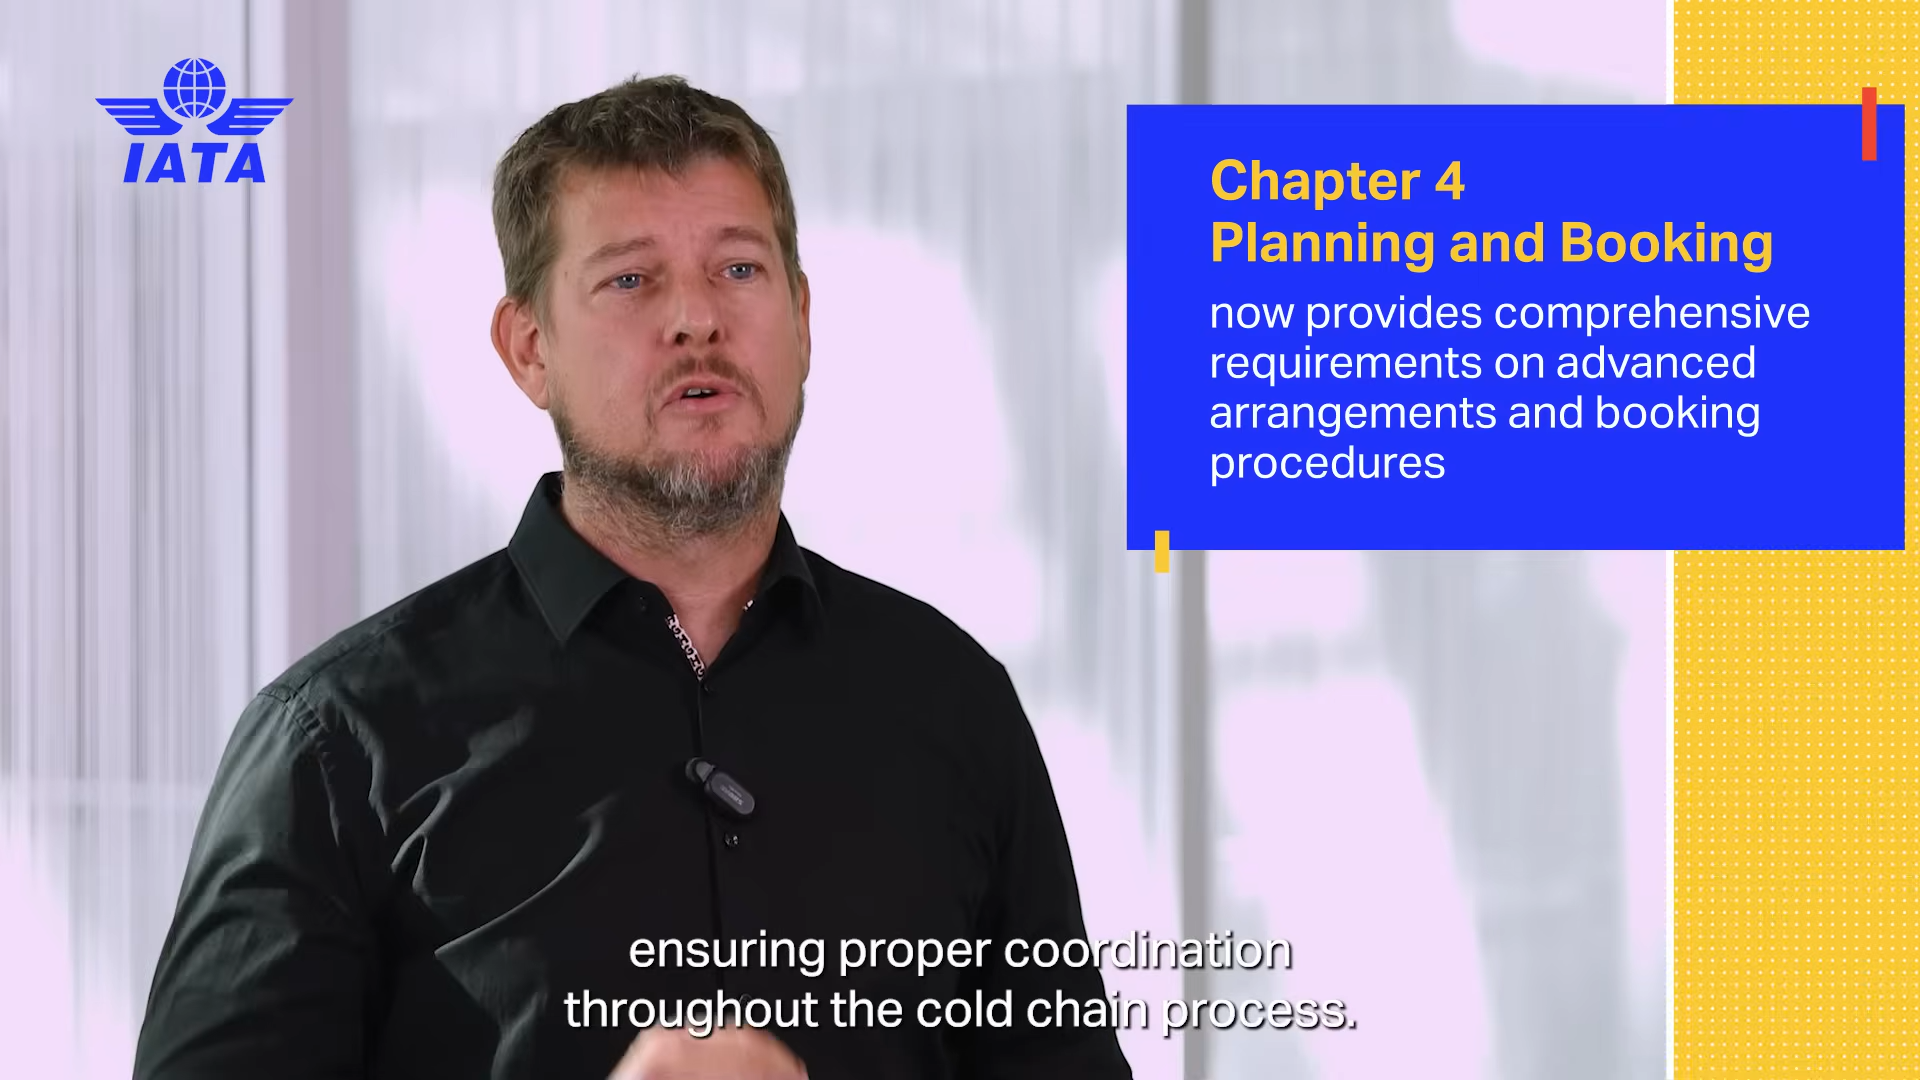 IATA
Chapter 4
Planning and Booking
now provides comprehensive
requirements on advanced
arrangements and booking
procedures
ensuring proper coordination
throughout the cold chain process.